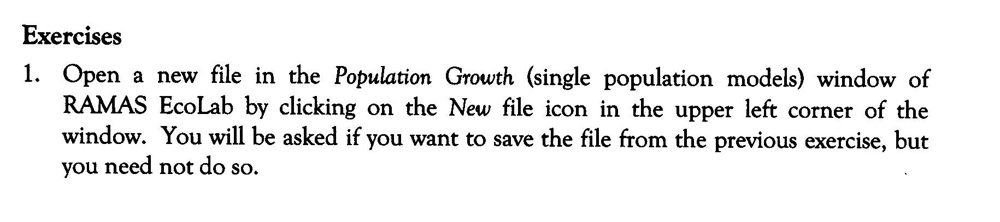 Exercises
1. Open a new file in the Population Growth (single population models) window of
RAMAS EcoLab by clicking on the New file icon in the upper left corner of the
window. You will be asked if you want to save the file from the previous exercise, but
you need not do so.